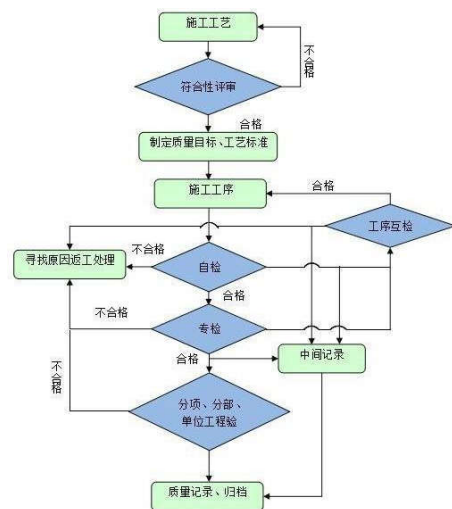 施工工艺
不合格
符合性评审
合格
制定质量目标、工艺标准
施工工序
合格
工序互检
寻找原因返工处理
不合格
自检
合格
不合格
专检
合格
中间记录
不合格
分项、分部、
单位工程验
质量记录、归档